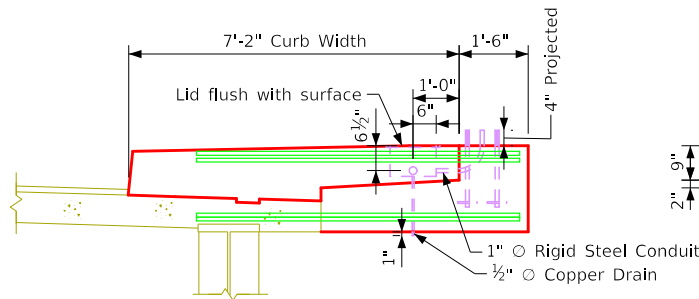 7'-2" Curb Width
1'-6"
4" Projected
1'-0"
Lid flush with surface
6"
6½"
9"
2"
1" ∅ Rigid Steel Conduit
1"
½" ∅ Copper Drain